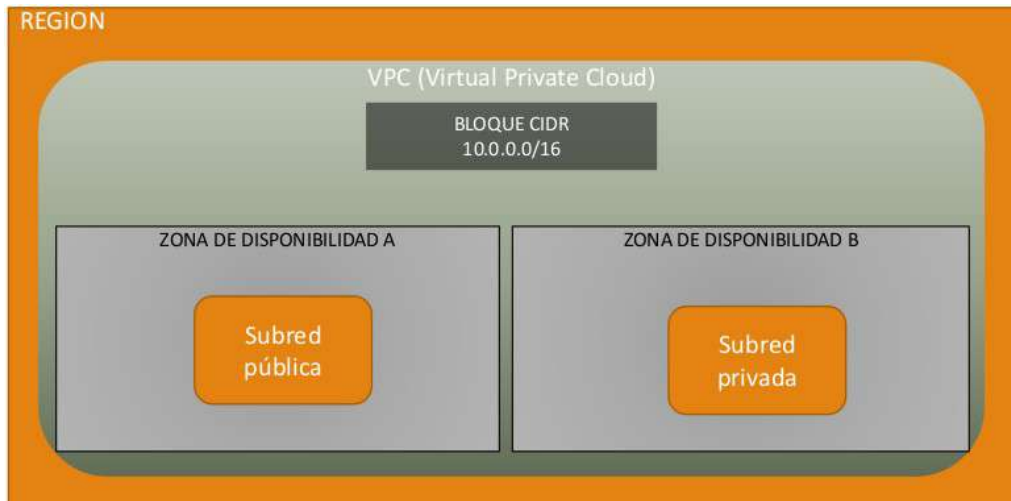 REGION
VPC (Virtual Private Cloud)
BLOQUE CIDR
10.0.0.0/16
ZONA DE DISPONIBILIDAD A
ZONA DE DISPONIBILIDAD B
Subred
pública
Subred
privada